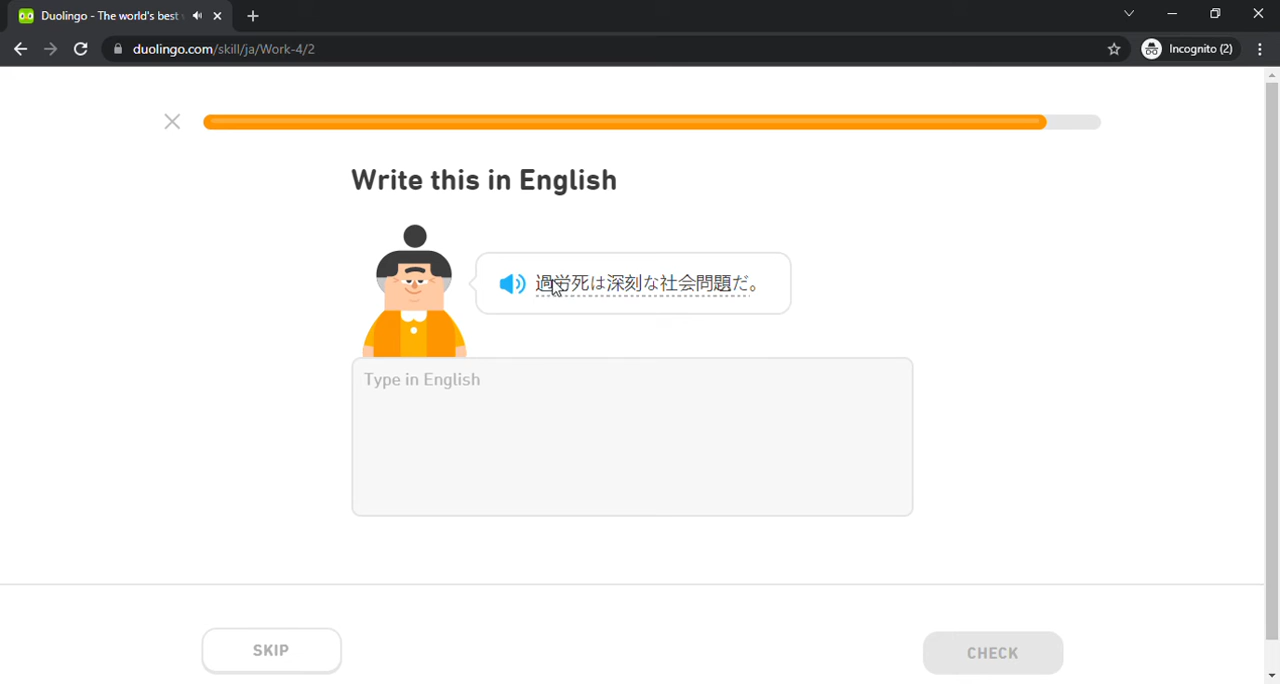 Duolingo - The world's best
duolingo.com/skill/ja/Work-4/2
Incognito (2)
Write this in English
過労死は深刻な社会問題だ。
Type in English
SKIP
CHECK